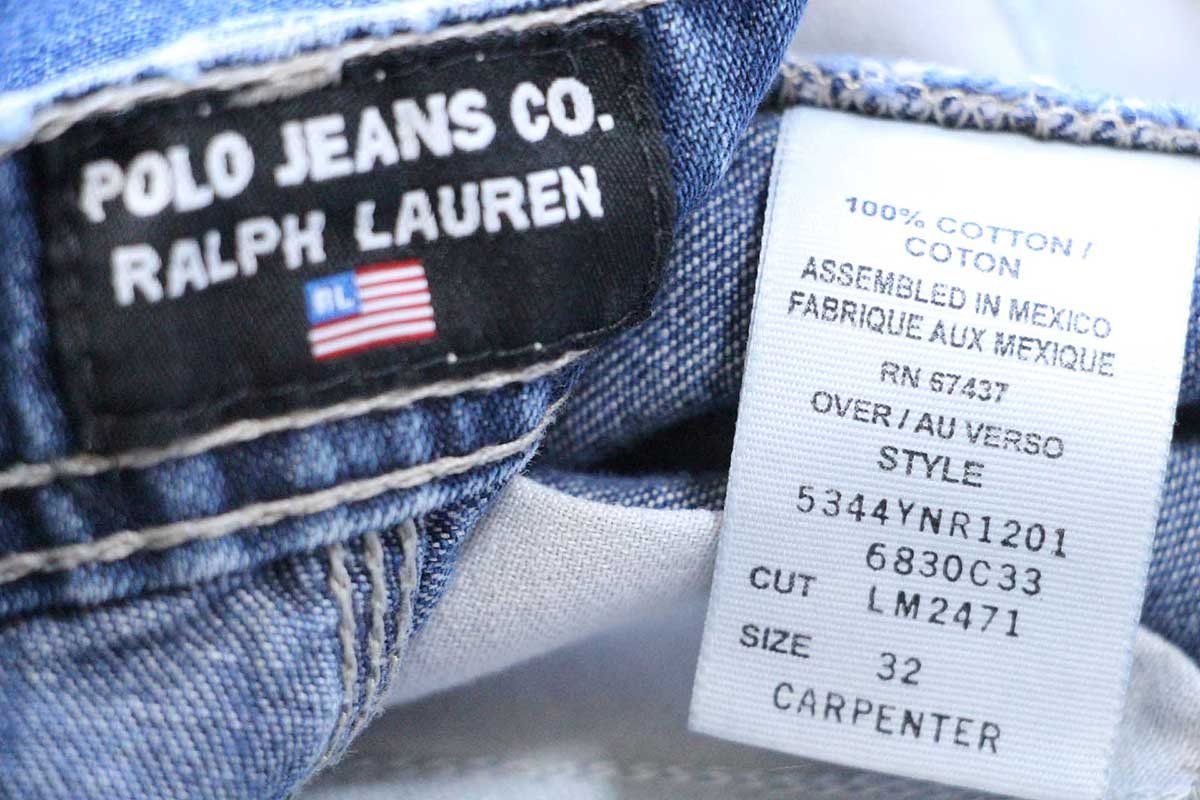 POLO JEANS CO.
RALPH LAUREN
RL
100% COTTON /
COTON
ASSEMBLED IN MEXICO
FABRIQUE AUX MEXIQUE
RN 67437
OVER / AU VERSO
STYLE
5344YNR1201
6830C33
CUT LM2471
SIZE 32
CARPENTER